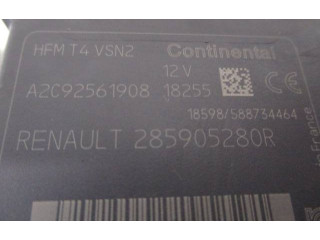 HFM T4 VSN2 Continental
12 V
A2C92561908 18255
18598/588734464
RENAULT 285905280R